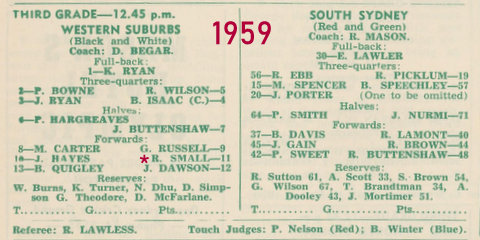 THIRD GRADE—12.45 p.m.
WESTERN SUBURBS
(Black and White)
Coach: D. BEGAR.
Full-back:
1—K. RYAN
Three-quarters:
2—P. BOWNE R. WILSON—5
3—J. RYAN B. ISAAC (C.)—4
Halves:
6—P. HARGREAVES
J. BUTTENSHAW—7
Forwards:
8—M. CARTER G. RUSSELL—9
10—J. HAYES *R. SMALL—11
13—B. QUIGLEY J. DAWSON—12
Reserves:
W. Burns, K. Turner, N. Dhu, D. Simp-
son G. Theodore, D. McFarlane.
T........... G........... Pts...........
1959
SOUTH SYDNEY
(Red and Green)
Coach: R. MASON.
Full-back:
30—E. LAWLER
Three-quarters:
56—R. EBB R. PICKLUM—19
15—M. SPENCER B. SPEECHLEY—57
20—J. PORTER (One to be omitted)
Halves:
64—P. SMITH J. NURMI—71
Forwards:
37—B. DAVIS R. LAMONT—40
45—J. GAIN R. BROWN—44
42—P. SWEET R. BUTTENSHAW—48
Reserves:
R. Sutton 61, A. Scott 33, S. Brown 54,
G. Wilson 67, T. Brandtman 34, A.
Dooley 43, J. Mortimer 51.
T........... G........... Pts...........
Referee: R. LAWLESS. Touch Judges: P. Nelson (Red); B. Winter (Blue).